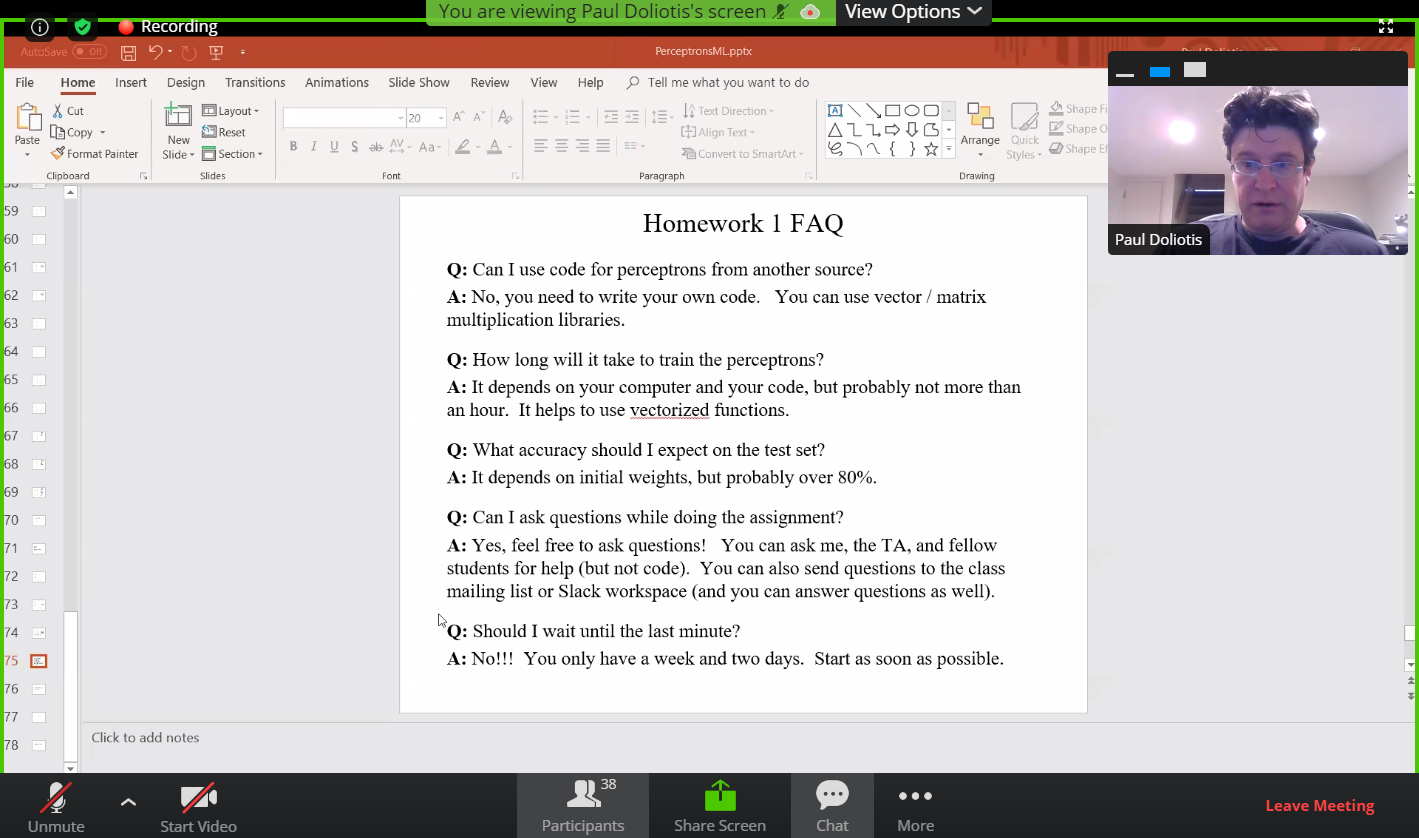 You are viewing Paul Doliotis's screen
View Options
Recording
AutoSave Off
PerceptronsML.pptx
File Home Insert Design Transitions Animations Slide Show Review View Help Tell me what you want to do
Paste
Cut
Copy
Format Painter
Clipboard
New Slide
Layout
Reset
Section
Slides
20
B I U S ab AV Aa A
Font
Text Direction
Align Text
Convert to SmartArt
Paragraph
Arrange
Quick Styles
Shape Fi
Shape O
Shape Ef
Drawing
Paul Doliotis
59
60
61
62
63
64
65
66
67
68
69
70
71
72
73
74
75
76
77
78
Homework 1 FAQ
Q: Can I use code for perceptrons from another source?
A: No, you need to write your own code. You can use vector / matrix
multiplication libraries.
Q: How long will it take to train the perceptrons?
A: It depends on your computer and your code, but probably not more than
an hour. It helps to use vectorized functions.
Q: What accuracy should I expect on the test set?
A: It depends on initial weights, but probably over 80%.
Q: Can I ask questions while doing the assignment?
A: Yes, feel free to ask questions! You can ask me, the TA, and fellow
students for help (but not code). You can also send questions to the class
mailing list or Slack workspace (and you can answer questions as well).
Q: Should I wait until the last minute?
A: No!!! You only have a week and two days. Start as soon as possible.
Click to add notes
Unmute
Start Video
Participants 38
Share Screen
Chat
More
Leave Meeting